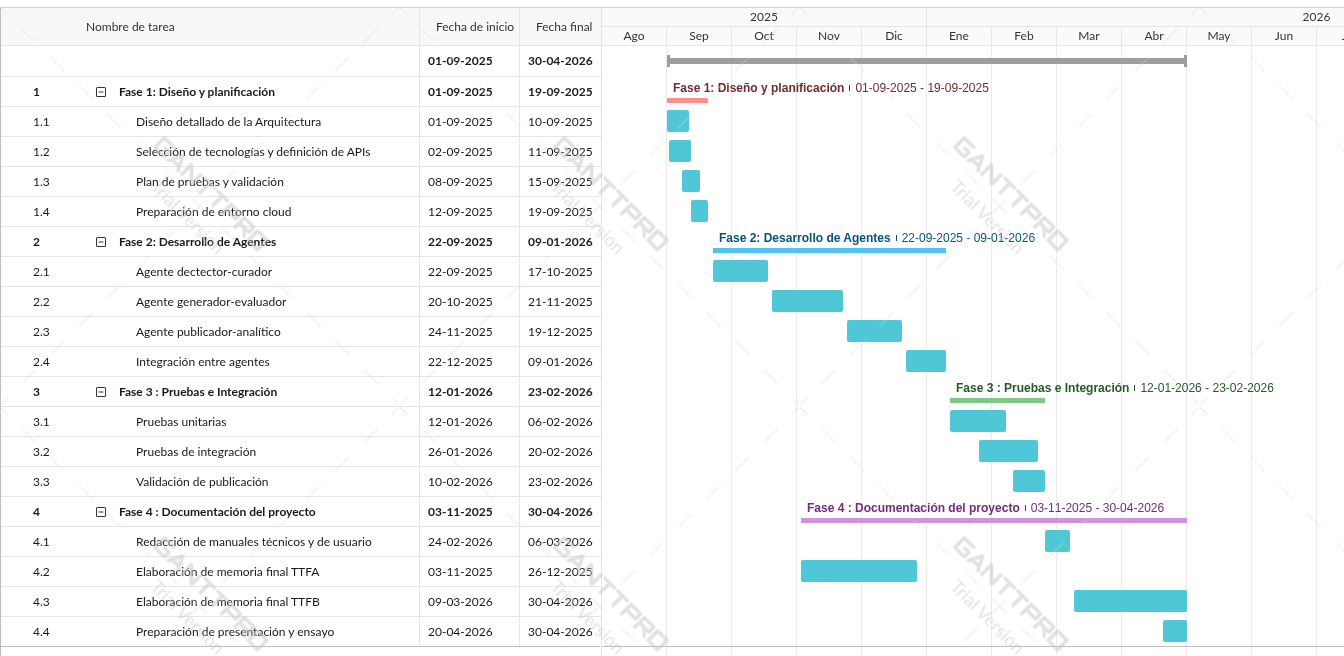 Nombre de tarea Fecha de inicio Fecha final 2025 2026
Ago Sep Oct Nov Dic Ene Feb Mar Abr May Jun
01-09-2025 30-04-2026
1 Fase 1: Diseño y planificación 01-09-2025 19-09-2025 Fase 1: Diseño y planificación 01-09-2025 - 19-09-2025
1.1 Diseño detallado de la Arquitectura 01-09-2025 10-09-2025
1.2 Selección de tecnologías y definición de APIs 02-09-2025 11-09-2025
1.3 Plan de pruebas y validación 08-09-2025 15-09-2025
1.4 Preparación de entorno cloud 12-09-2025 19-09-2025
2 Fase 2: Desarrollo de Agentes 22-09-2025 09-01-2026 Fase 2: Desarrollo de Agentes 22-09-2025 - 09-01-2026
2.1 Agente dectector-curador 22-09-2025 17-10-2025
2.2 Agente generador-evaluador 20-10-2025 21-11-2025
2.3 Agente publicador-analítico 24-11-2025 19-12-2025
2.4 Integración entre agentes 22-12-2025 09-01-2026
3 Fase 3 : Pruebas e Integración 12-01-2026 23-02-2026 Fase 3 : Pruebas e Integración 12-01-2026 - 23-02-2026
3.1 Pruebas unitarias 12-01-2026 06-02-2026
3.2 Pruebas de integración 26-01-2026 20-02-2026
3.3 Validación de publicación 10-02-2026 23-02-2026
4 Fase 4 : Documentación del proyecto 03-11-2025 30-04-2026 Fase 4 : Documentación del proyecto 03-11-2025 - 30-04-2026
4.1 Redacción de manuales técnicos y de usuario 24-02-2026 06-03-2026
4.2 Elaboración de memoria final TTFA 03-11-2025 26-12-2025
4.3 Elaboración de memoria final TTFB 09-03-2026 30-04-2026
4.4 Preparación de presentación y ensayo 20-04-2026 30-04-2026
GANTTPRO
Trial Version
GANTTPRO
Trial Version
GANTTPRO
Trial Version
GANTTPRO
Trial Version
GANTTPRO
Trial Version
GANTTPRO
Trial Version